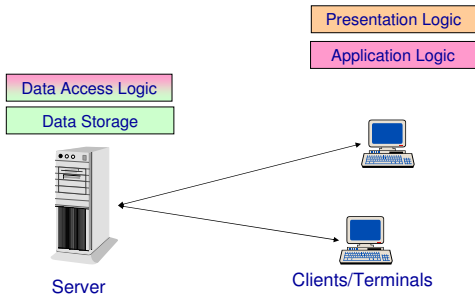 Presentation Logic
Application Logic
Data Access Logic
Data Storage
Server
Clients/Terminals